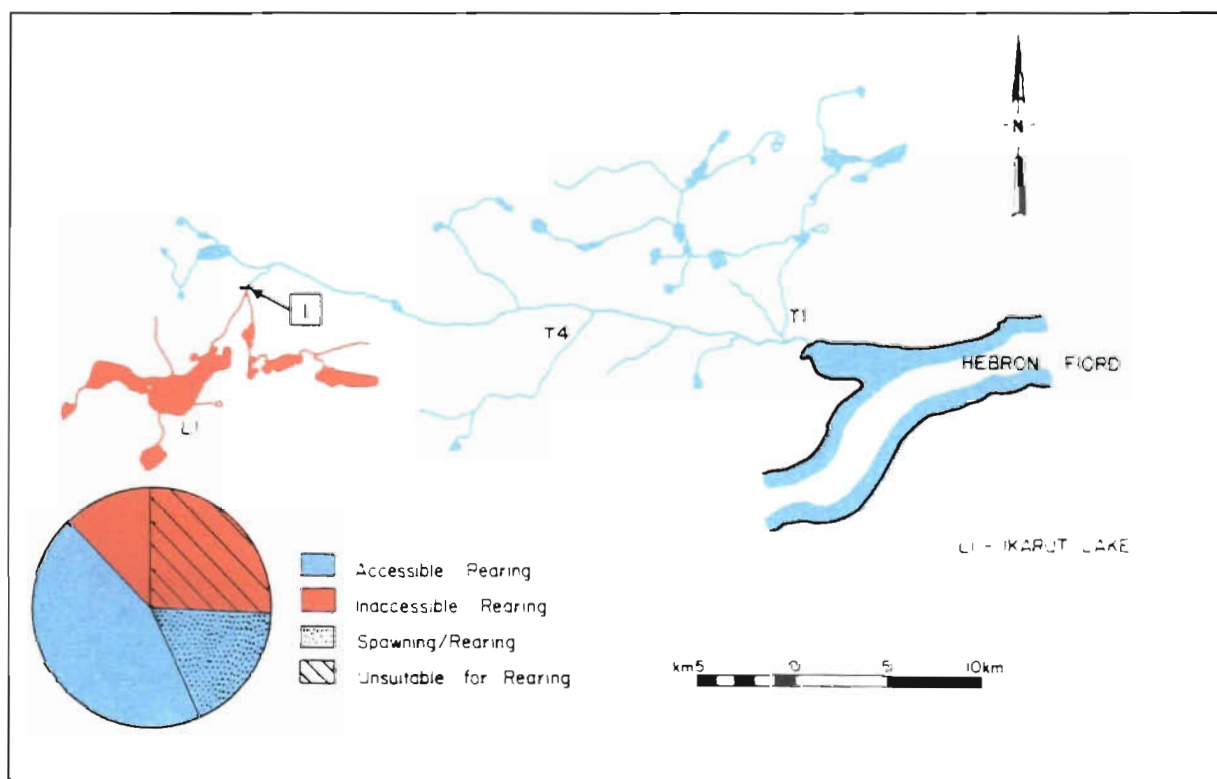 N
1
T1
T4
HEBRON FIORD
L1
L1 - IKARUT LAKE
Accessible Rearing
Inaccessible Rearing
Spawning/Rearing
Unsuitable for Rearing
km5 0 5 10km